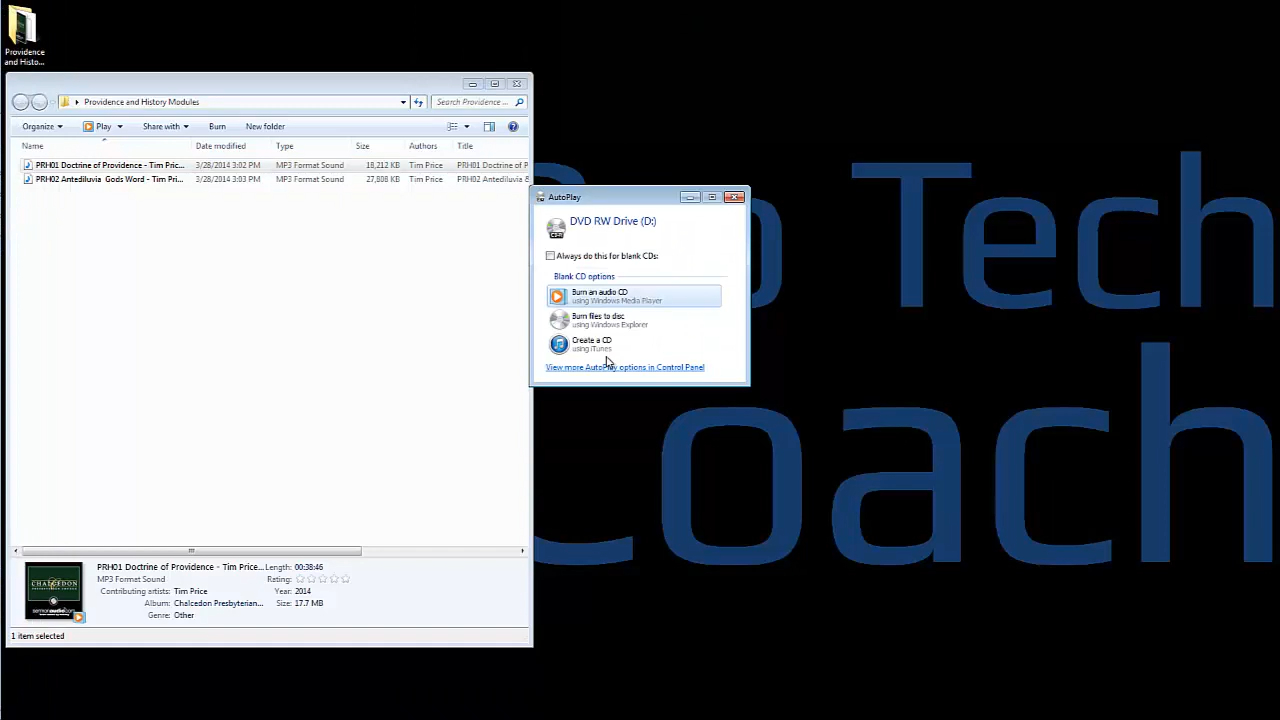 Providence
and Histo...
Providence and History Modules
Search Providence ...
Organize
Play
Share with
Burn
New folder
Name
Date modified
Type
Size
Authors
Title
PRH01 Doctrine of Providence - Tim Pric...
3/28/2014 3:02 PM
MP3 Format Sound
18,212 KB
Tim Price
PRH01 Doctrine of P
PRH02 Antediluvia Gods Word - Tim Pri...
3/28/2014 3:03 PM
MP3 Format Sound
27,808 KB
Tim Price
PRH02 Antediluvia &
AutoPlay
DVD RW Drive (D:)
Always do this for blank CDs:
Blank CD options
Burn an audio CD
using Windows Media Player
Burn files to disc
using Windows Explorer
Create a CD
using iTunes
View more AutoPlay options in Control Panel
Tech
Coach
CHALCEDON
PRH01 Doctrine of Providence - Tim Price...
MP3 Format Sound
Contributing artists: Tim Price
Album: Chalcedon Presbyterian...
Genre: Other
Length: 00:38:46
Rating:
Year: 2014
Size: 17.7 MB
1 item selected